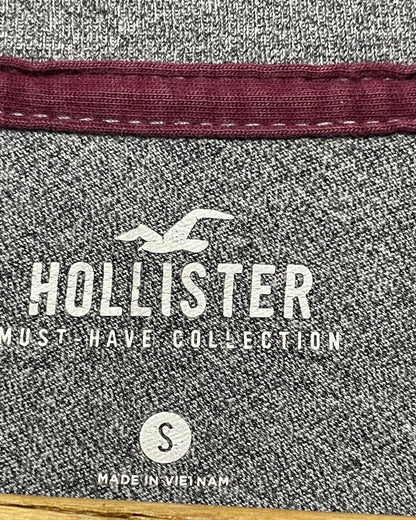 HOLLISTER
MUST-HAVE COLLECTION
S
MADE IN VIETNAM